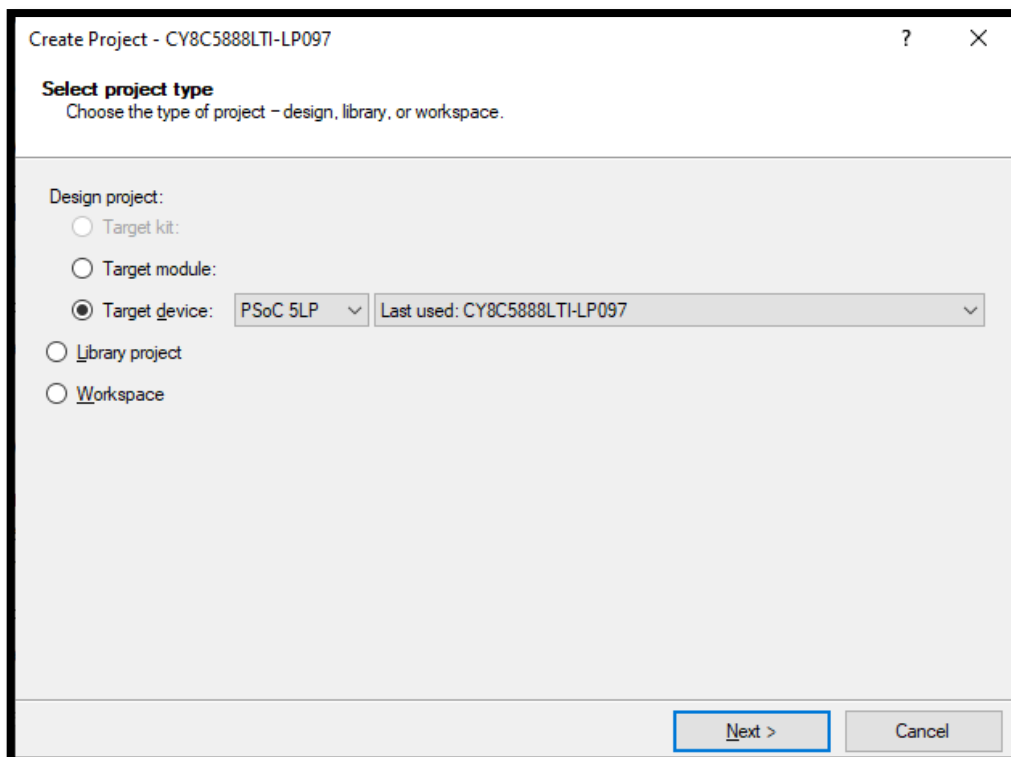 Create Project - CY8C5888LTI-LP097 ?
Select project type
Choose the type of project – design, library, or workspace.
Design project:
Target kit:
Target module:
Target device: PSoC 5LP Last used: CY8C5888LTI-LP097
Library project
Workspace
Next > Cancel